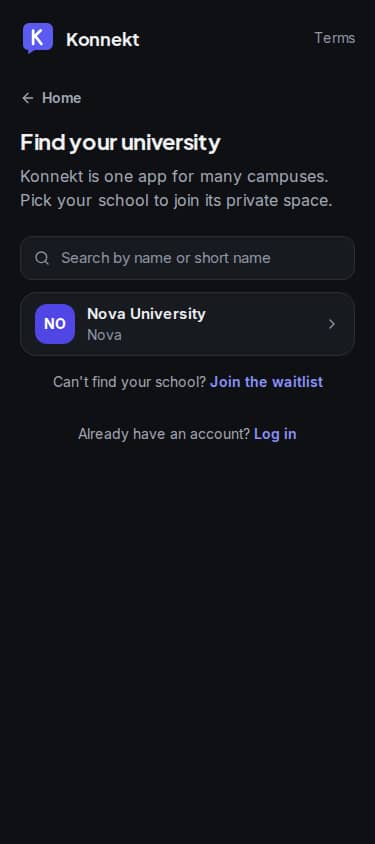 Konnekt
Terms
Home
Find your university
Konnekt is one app for many campuses.
Pick your school to join its private space.
Search by name or short name
NO
Nova University
Nova
Can't find your school? Join the waitlist
Already have an account? Log in